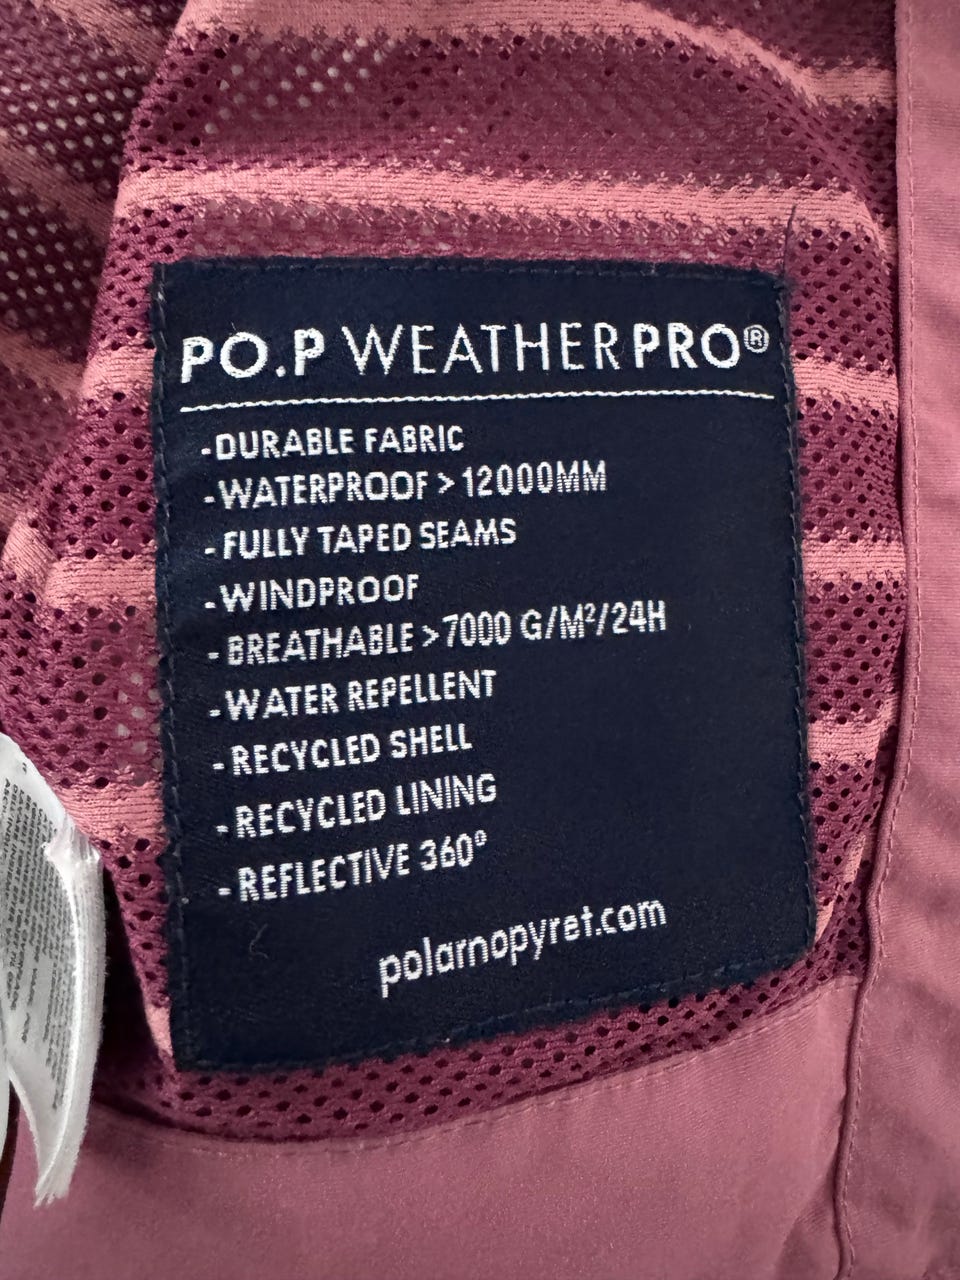 PO.P WEATHERPRO®
-DURABLE FABRIC
-WATERPROOF > 12000MM
- FULLY TAPED SEAMS
-WINDPROOF
- BREATHABLE > 7000 G/M²/24H
-WATER REPELLENT
- RECYCLED SHELL
- RECYCLED LINING
- REFLECTIVE 360°
polarnopyret.com